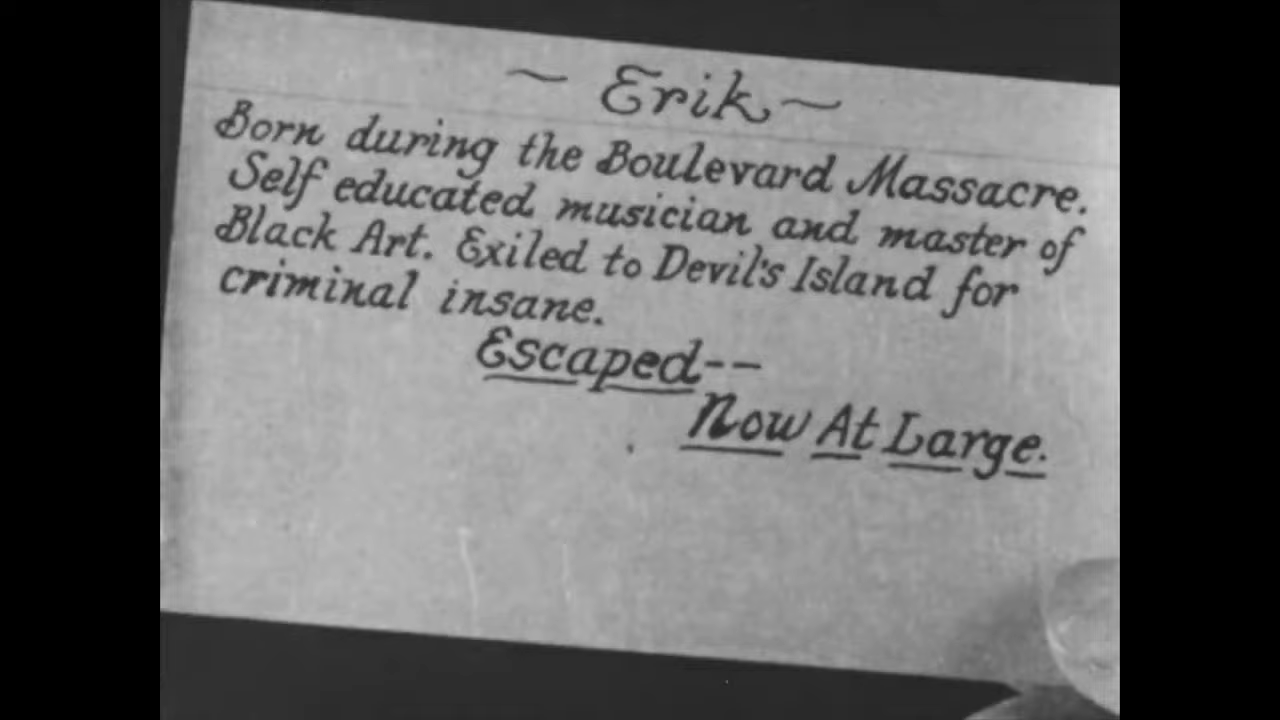 ~ Erik ~
Born during the Boulevard Massacre.
Self educated musician and master of
Black Art. Exiled to Devil's Island for
criminal insane.
Escaped--
Now At Large.